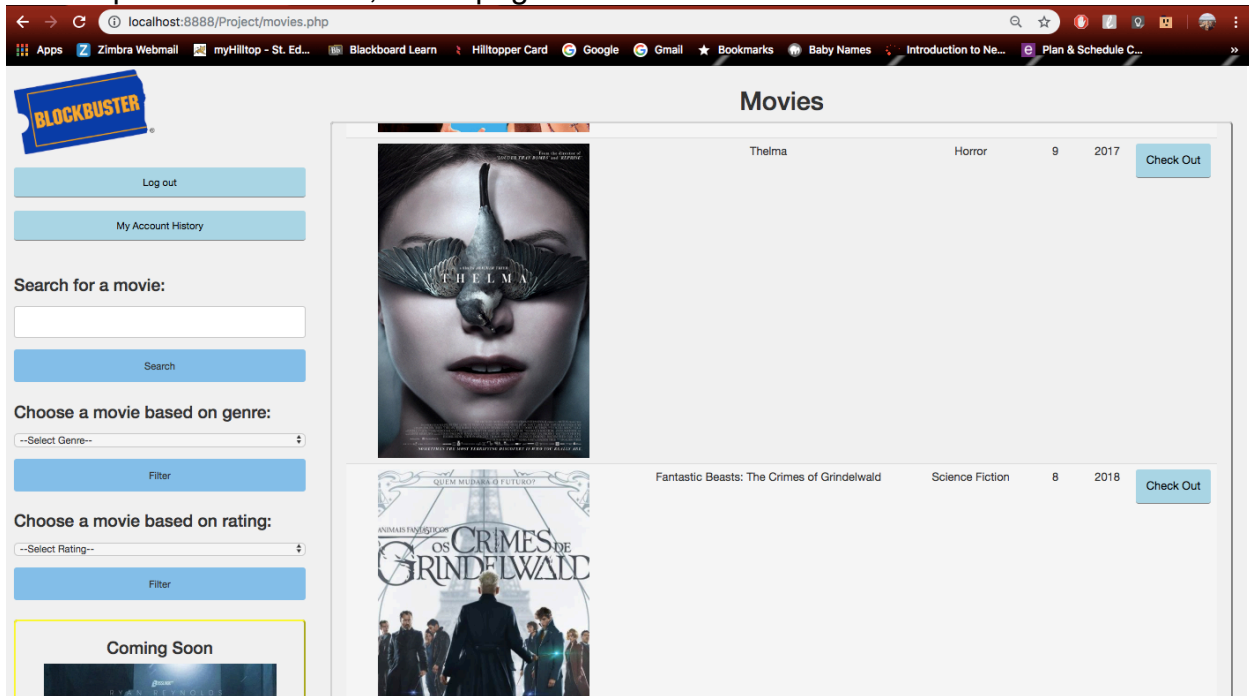 localhost:8888/Project/movies.php
Apps Zimbra Webmail myHilltop - St. Ed... Blackboard Learn Hilltopper Card Google Gmail Bookmarks Baby Names Introduction to Ne... Plan & Schedule C... »
BLOCKBUSTER
Log out
My Account History
Search for a movie:
Search
Choose a movie based on genre:
--Select Genre--
Filter
Choose a movie based on rating:
--Select Rating--
Filter
Coming Soon
RYAN REYNOLDS
Movies
Thelma Horror 9 2017 Check Out
THELMA
Fantastic Beasts: The Crimes of Grindelwald Science Fiction 8 2018 Check Out
QUEM MUDARÁ O FUTURO?
ANIMAIS FANTÁSTICOS
OS CRIMES DE
GRINDELWALD